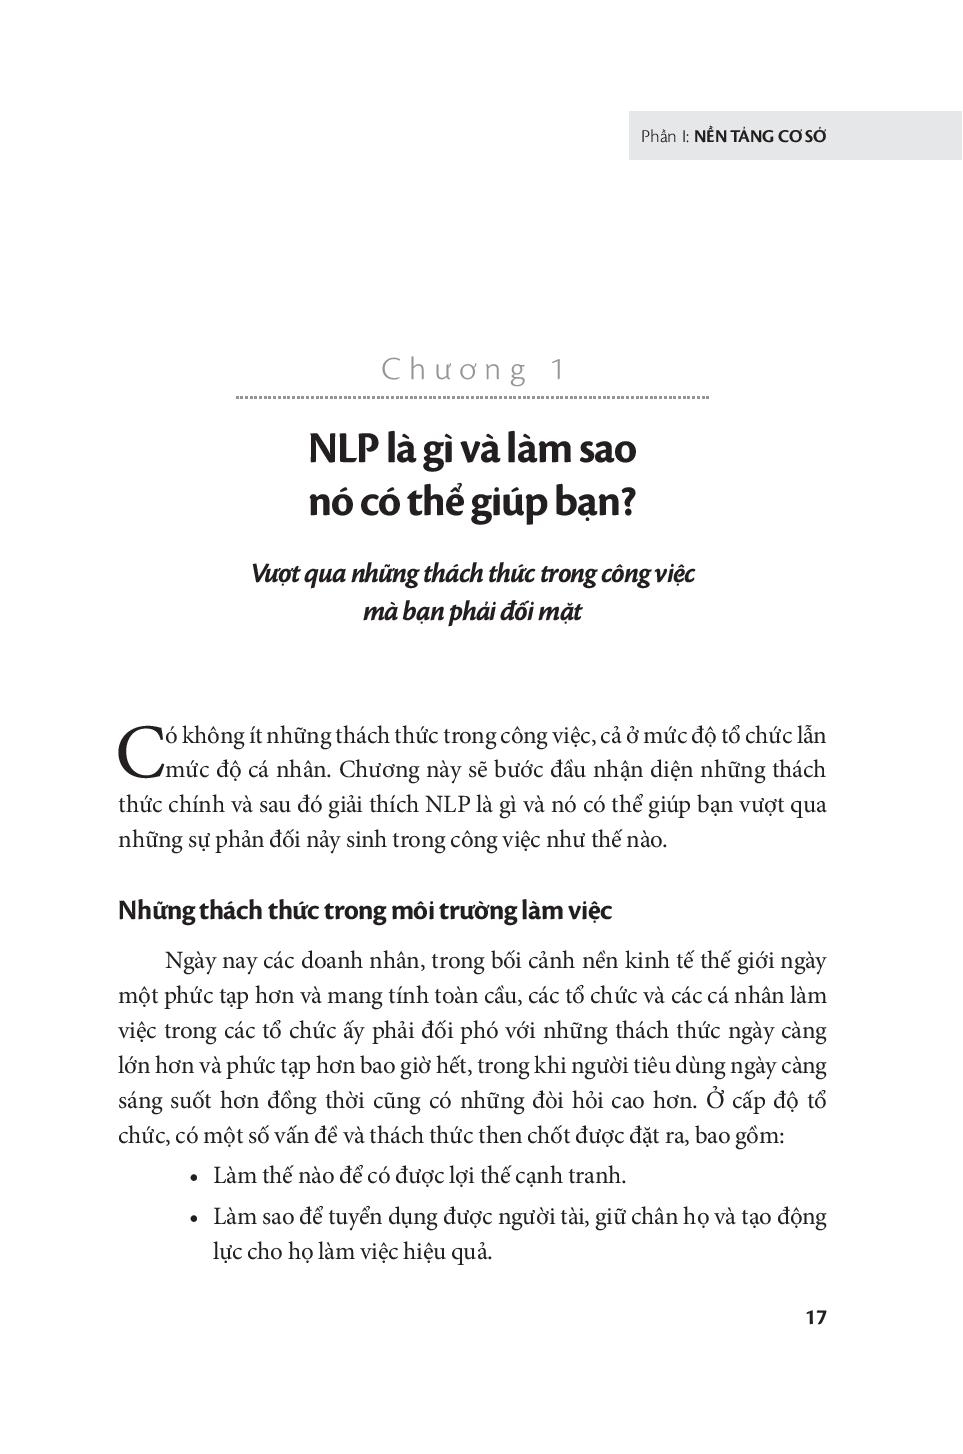 Phần I: NỀN TẢNG CƠ SỞ
Chương 1
NLP là gì và làm sao
nó có thể giúp bạn?
Vượt qua những thách thức trong công việc
mà bạn phải đối mặt
Có không ít những thách thức trong công việc, cả ở mức độ tổ chức lẫn
mức độ cá nhân. Chương này sẽ bước đầu nhận diện những thách
thức chính và sau đó giải thích NLP là gì và nó có thể giúp bạn vượt qua
những sự phản đối nảy sinh trong công việc như thế nào.
Những thách thức trong môi trường làm việc
Ngày nay các doanh nhân, trong bối cảnh nền kinh tế thế giới ngày
một phức tạp hơn và mang tính toàn cầu, các tổ chức và các cá nhân làm
việc trong các tổ chức ấy phải đối phó với những thách thức ngày càng
lớn hơn và phức tạp hơn bao giờ hết, trong khi người tiêu dùng ngày càng
sáng suốt hơn đồng thời cũng có những đòi hỏi cao hơn. Ở cấp độ tổ
chức, có một số vấn đề và thách thức then chốt được đặt ra, bao gồm:
• Làm thế nào để có được lợi thế cạnh tranh.
• Làm sao để tuyển dụng được người tài, giữ chân họ và tạo động
lực cho họ làm việc hiệu quả.
17